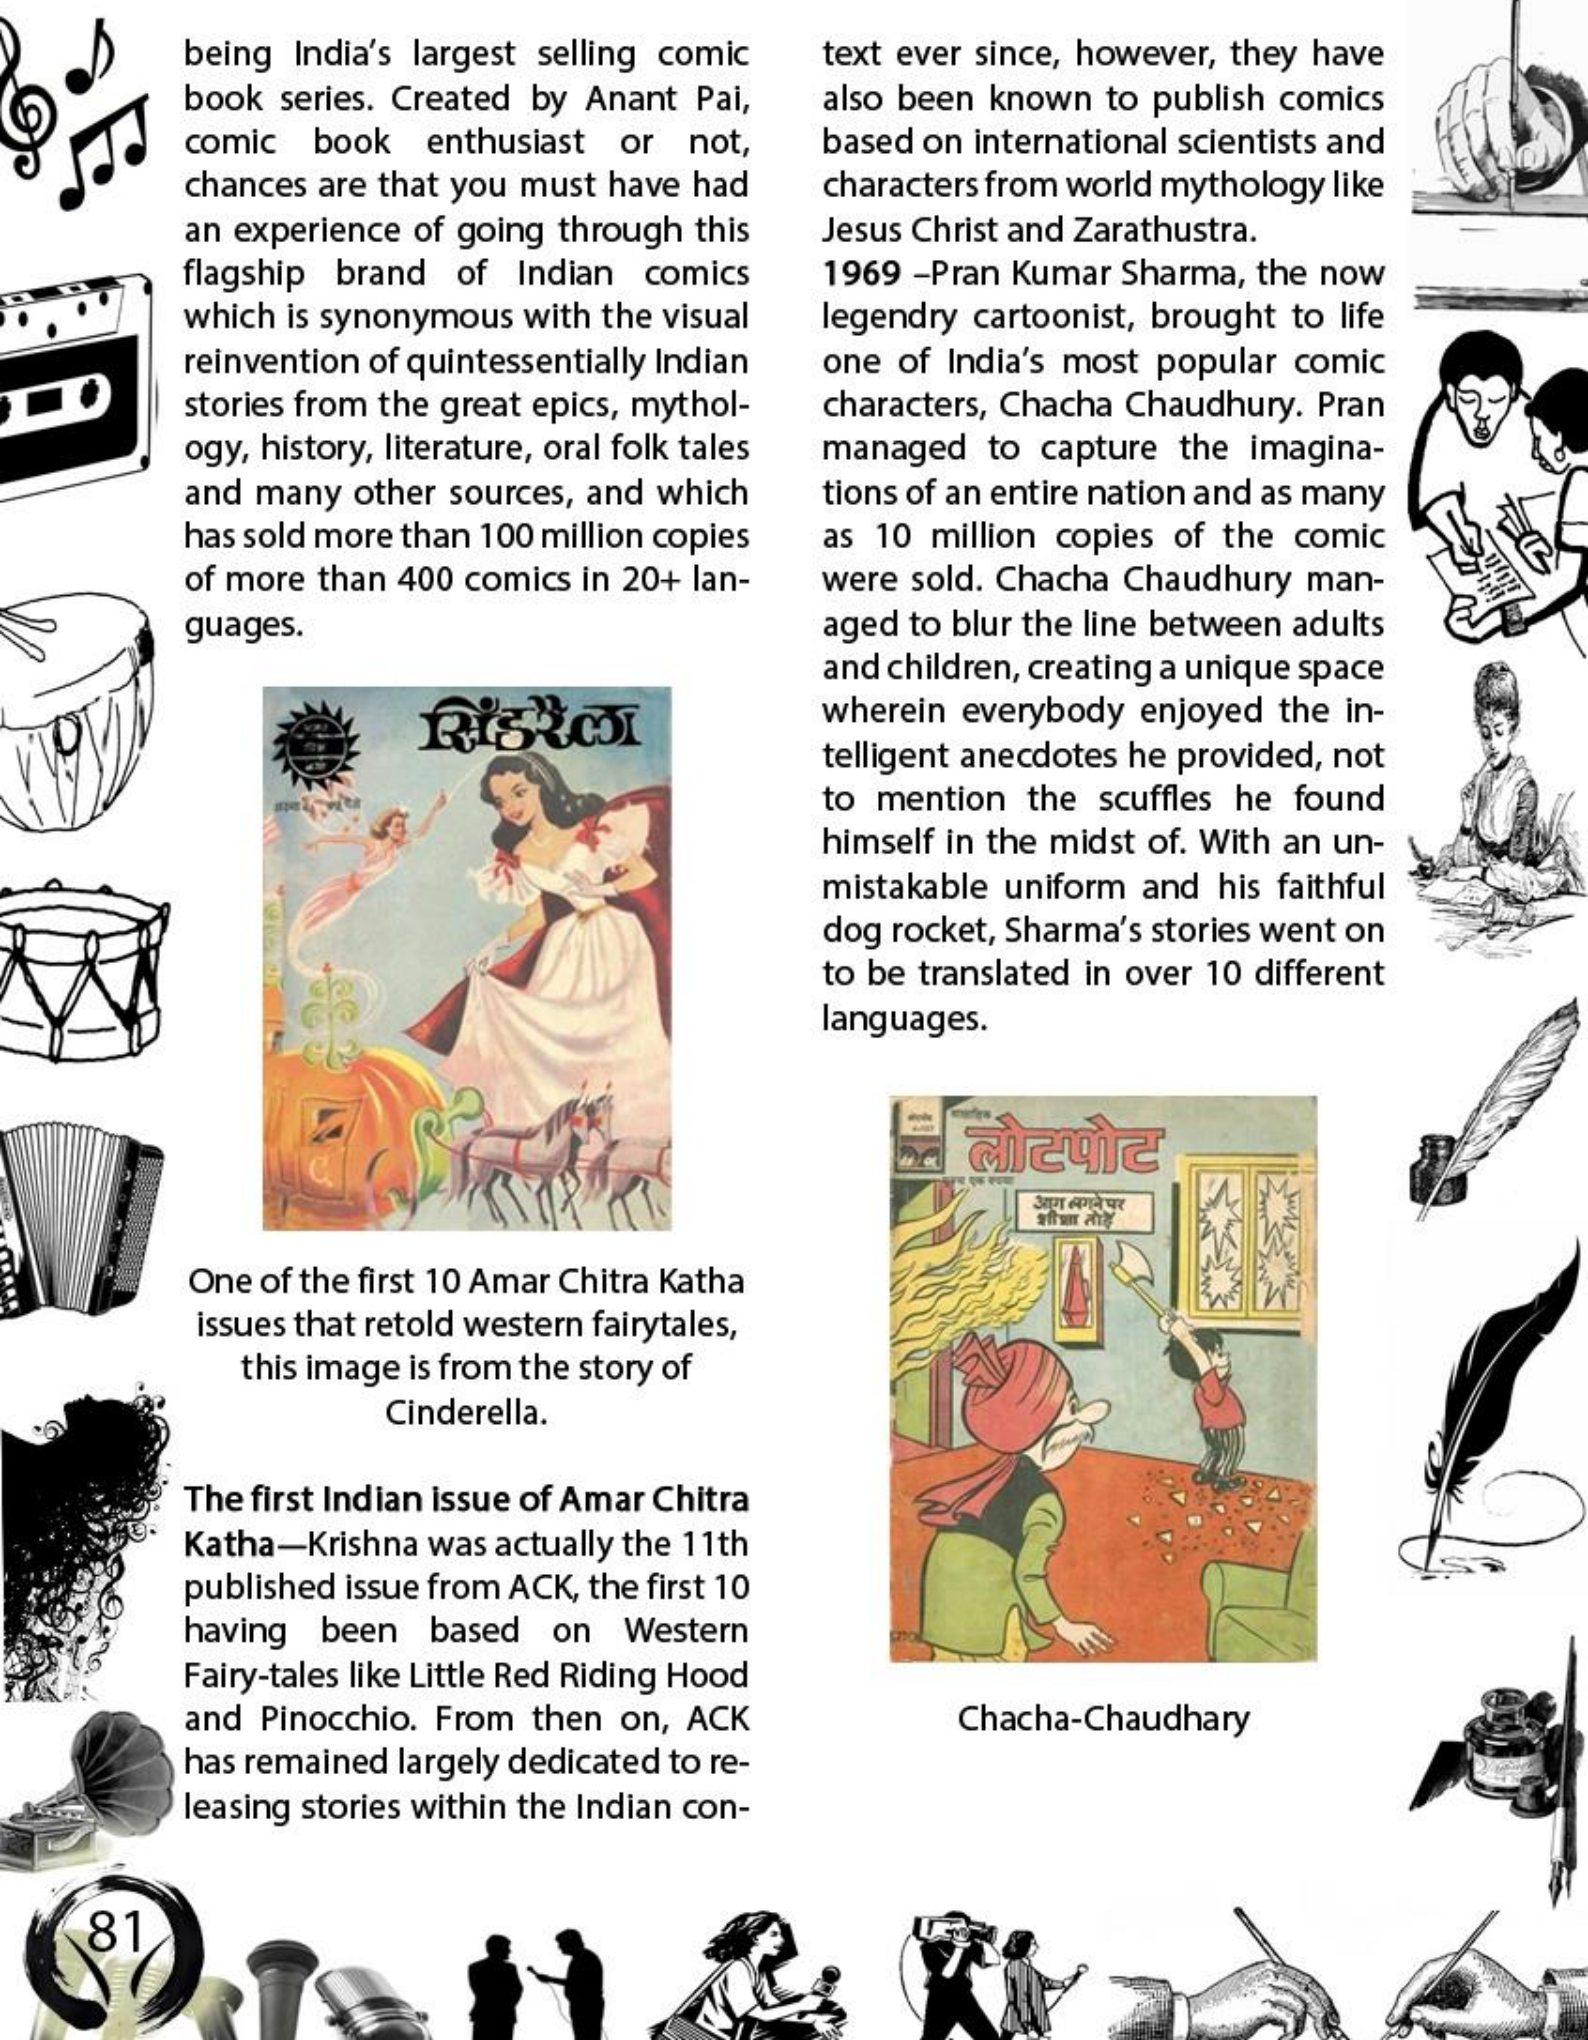 being India's largest selling comic
book series. Created by Anant Pai,
comic book enthusiast or not,
chances are that you must have had
an experience of going through this
flagship brand of Indian comics
which is synonymous with the visual
reinvention of quintessentially Indian
stories from the great epics, mythol-
ogy, history, literature, oral folk tales
and many other sources, and which
has sold more than 100 million copies
of more than 400 comics in 20+ lan-
guages.
सिंडरैला
One of the first 10 Amar Chitra Katha
issues that retold western fairytales,
this image is from the story of
Cinderella.
The first Indian issue of Amar Chitra
Katha—Krishna was actually the 11th
published issue from ACK, the first 10
having been based on Western
Fairy-tales like Little Red Riding Hood
and Pinocchio. From then on, ACK
has remained largely dedicated to re-
leasing stories within the Indian con-
text ever since, however, they have
also been known to publish comics
based on international scientists and
characters from world mythology like
Jesus Christ and Zarathustra.
1969 –Pran Kumar Sharma, the now
legendry cartoonist, brought to life
one of India's most popular comic
characters, Chacha Chaudhury. Pran
managed to capture the imagina-
tions of an entire nation and as many
as 10 million copies of the comic
were sold. Chacha Chaudhury man-
aged to blur the line between adults
and children, creating a unique space
wherein everybody enjoyed the in-
telligent anecdotes he provided, not
to mention the scuffles he found
himself in the midst of. With an un-
mistakable uniform and his faithful
dog rocket, Sharma's stories went on
to be translated in over 10 different
languages.
लोटपोट
आग लगने पर
शीशा तोड़ें
Chacha-Chaudhary
81